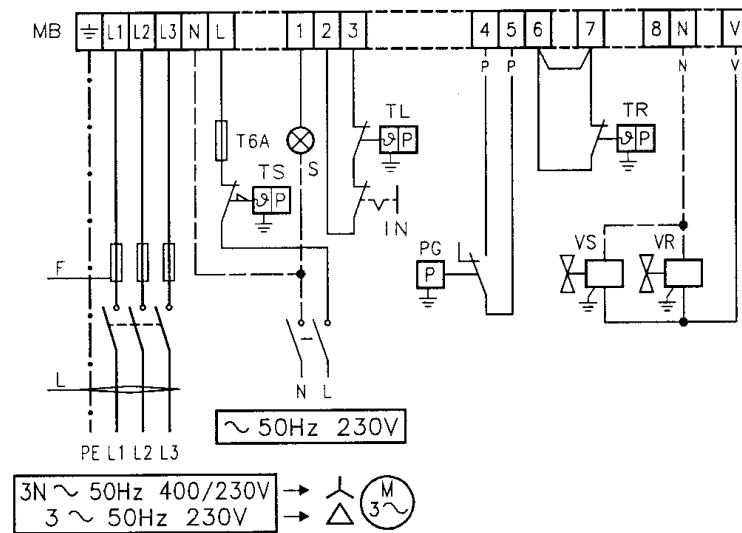 MB L1 L2 L3 N L 1 2 3 4 5 6 7 8 N V
P P N V
T6A S TL ϑ P TR ϑ P
TS ϑ P
IN
PG P VS VR
F
L
N L
∼ 50Hz 230V
PE L1 L2 L3
3N ∼ 50Hz 400/230V → M
3 ∼ 50Hz 230V → △ 3∼